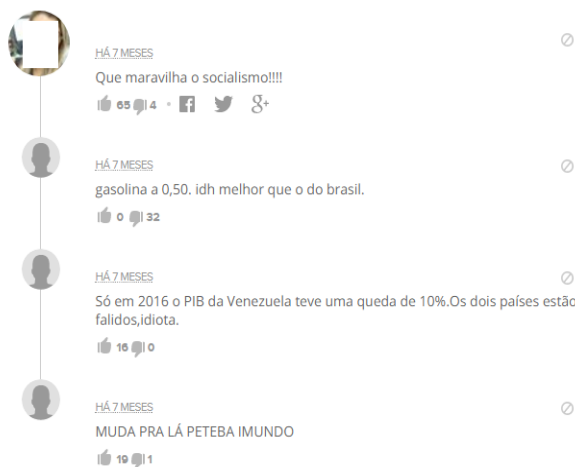 HÁ 7 MESES
Que maravilha o socialismo!!!!
65 4
HÁ 7 MESES
gasolina a 0,50. idh melhor que o do brasil.
0 32
HÁ 7 MESES
Só em 2016 o PIB da Venezuela teve uma queda de 10%.Os dois países estão
falidos,idiota.
16 0
HÁ 7 MESES
MUDA PRA LÁ PETEBA IMUNDO
19 1